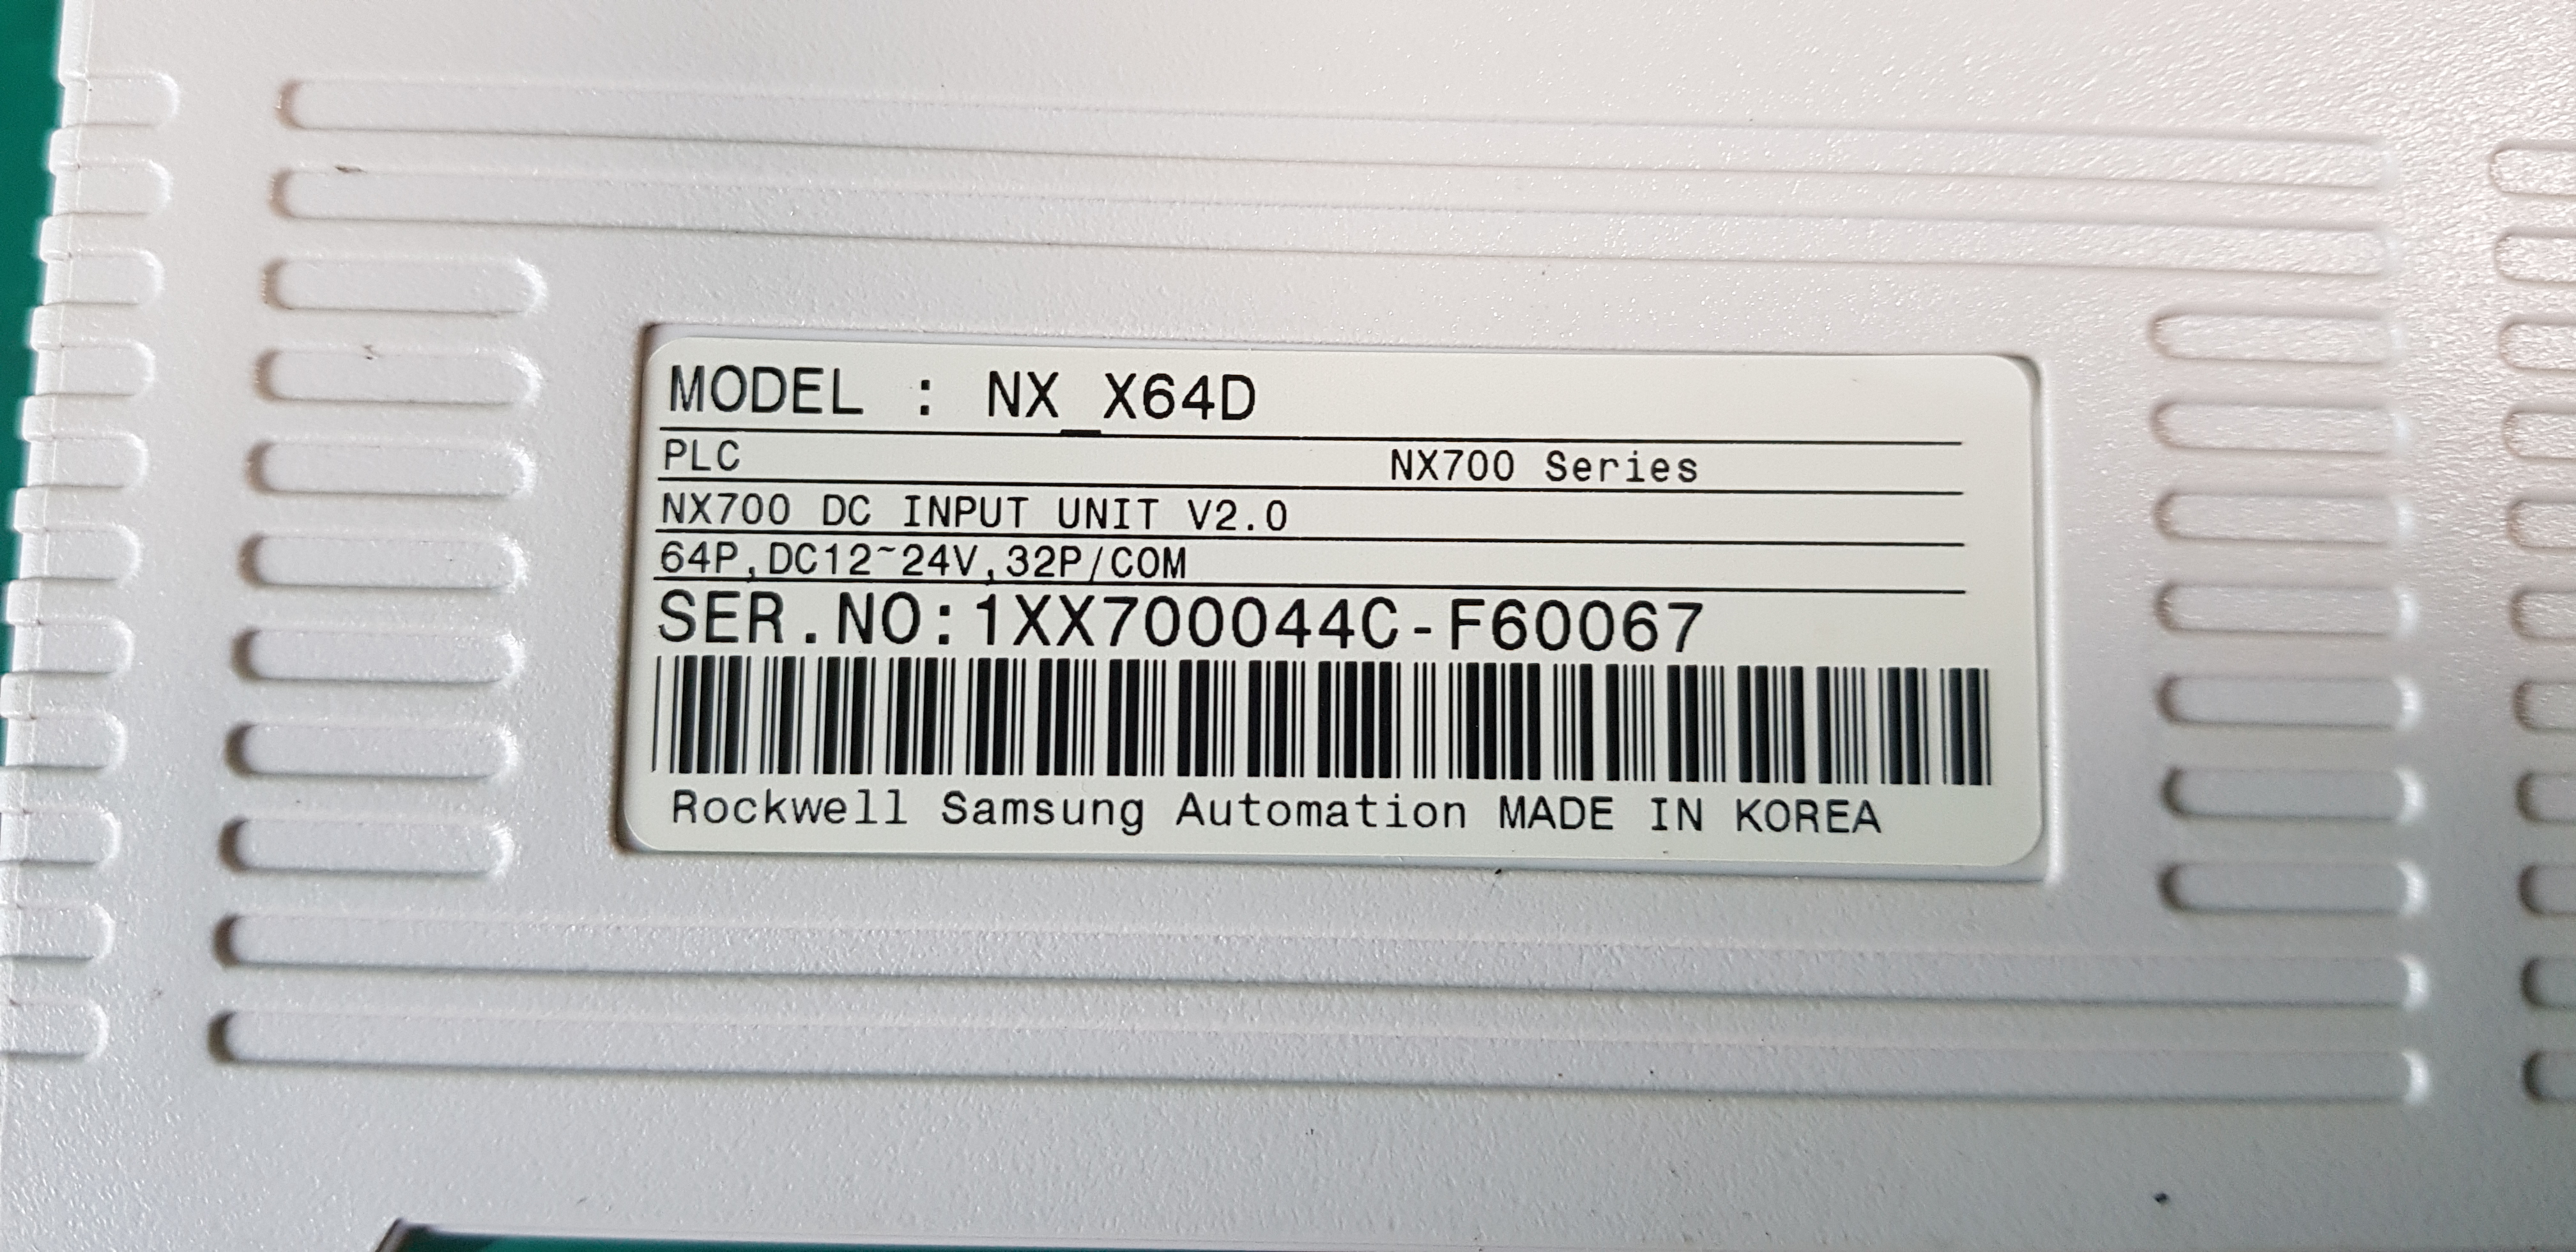 MODEL : NX_X64D
PLC NX700 Series
NX700 DC INPUT UNIT V2.0
64P,DC12~24V,32P/COM
SER.NO:1XX700044C-F60067
Rockwell Samsung Automation MADE IN KOREA